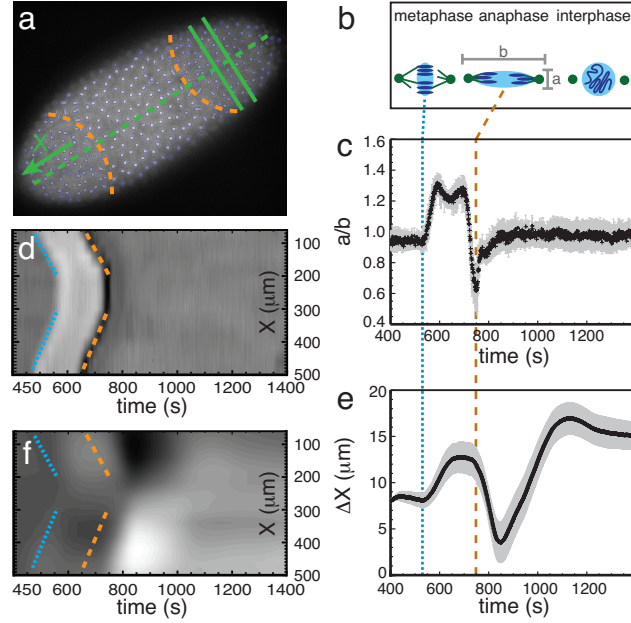 a
X
b
metaphase anaphase interphase
b
a
c
1.6
1.4
1.2
1.0
0.8
0.6
0.4
a/b
400 600 800 1000 1200
time (s)
d
100
200
300
400
500
X (μm)
450 600 800 1000 1200 1400
time (s)
e
20
15
10
5
0
ΔX (μm)
400 600 800 1000 1200
time (s)
f
100
200
300
400
500
X (μm)
450 600 800 1000 1200 1400
time (s)